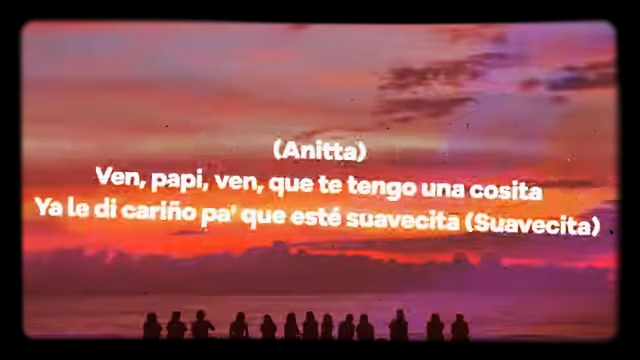 (Anitta)
Ven, papi, ven, que te tengo una cosita
Ya le di cariño pa' que esté suavecita (Suavecita)